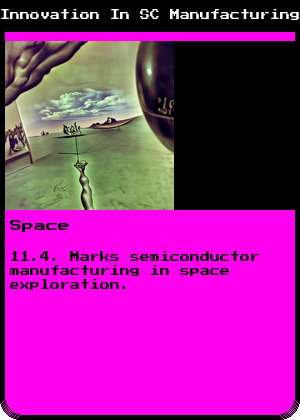 Innovation In SC Manufacturing
Space
11.4. Marks semiconductor
manufacturing in space
exploration.